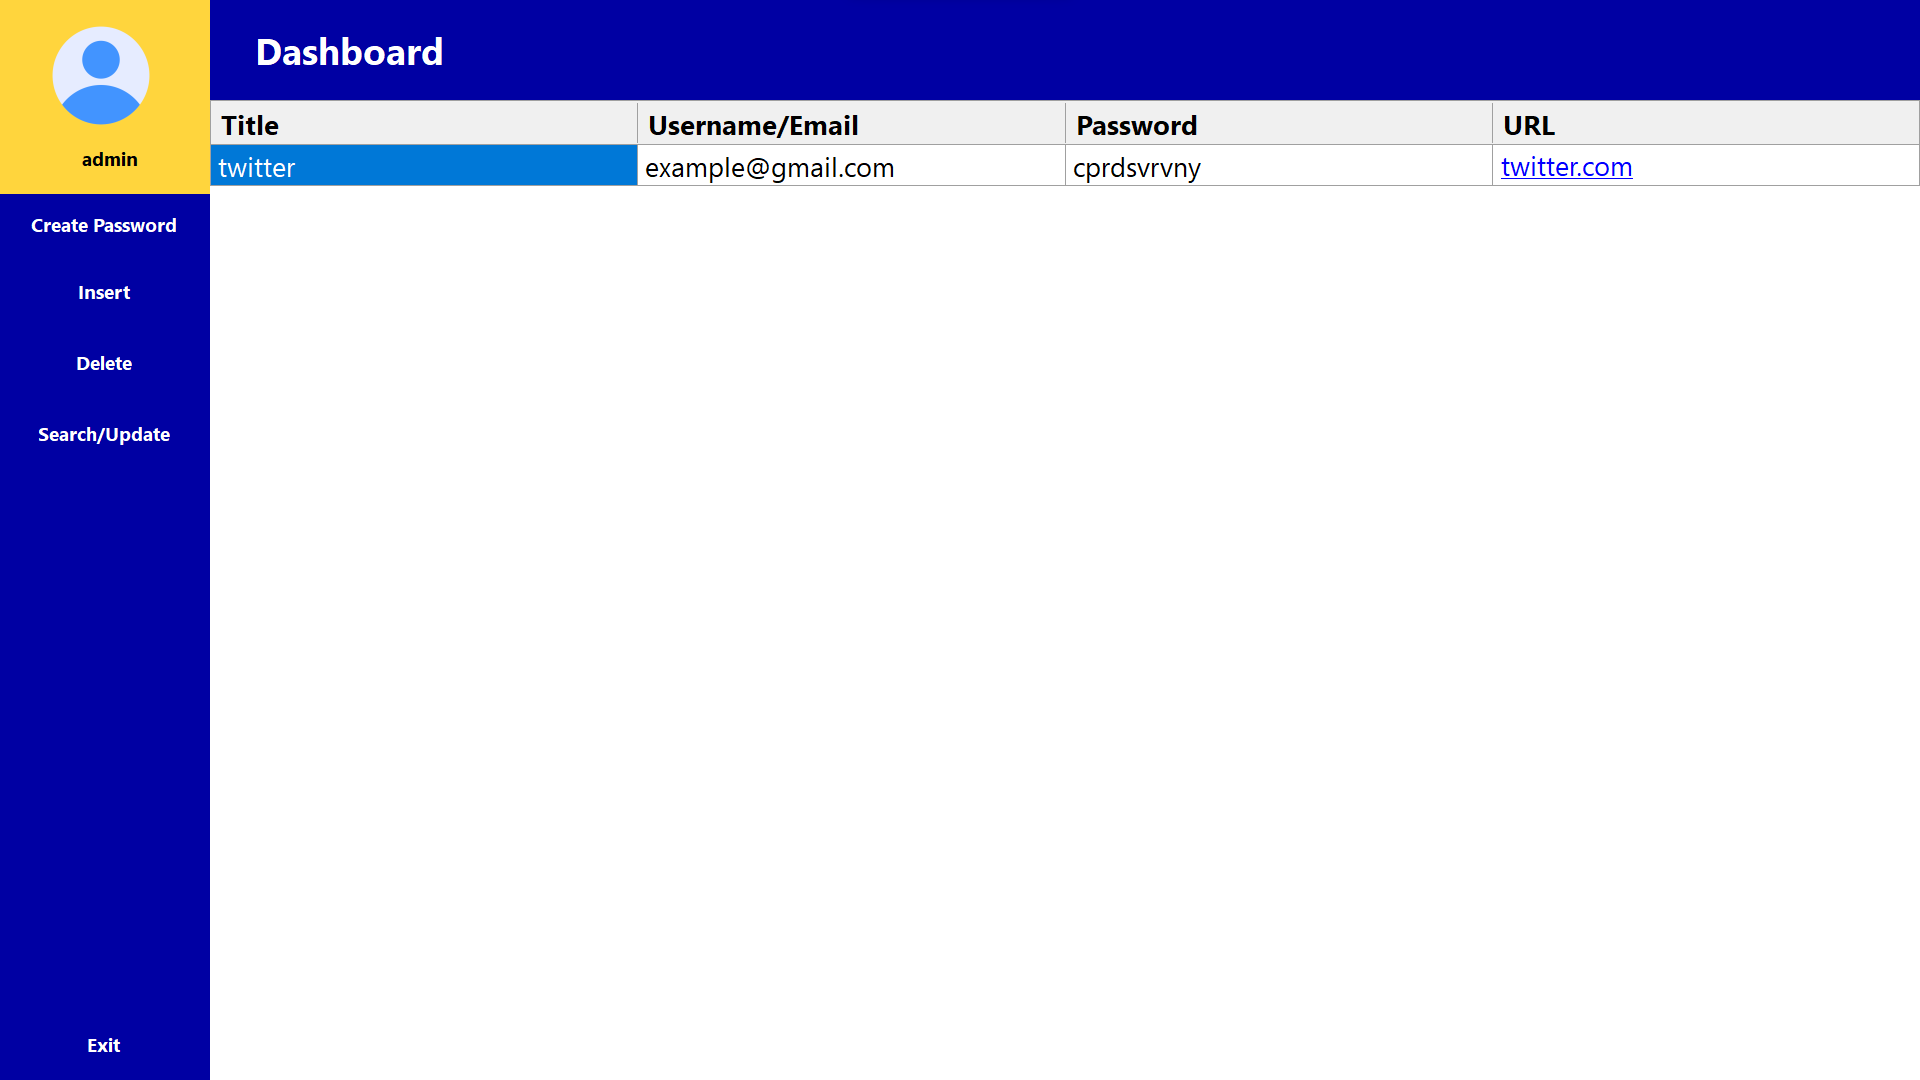 Dashboard
admin
Create Password
Insert
Delete
Search/Update
Exit
Title Username/Email Password URL
twitter example@gmail.com cprdsvrvny twitter.com